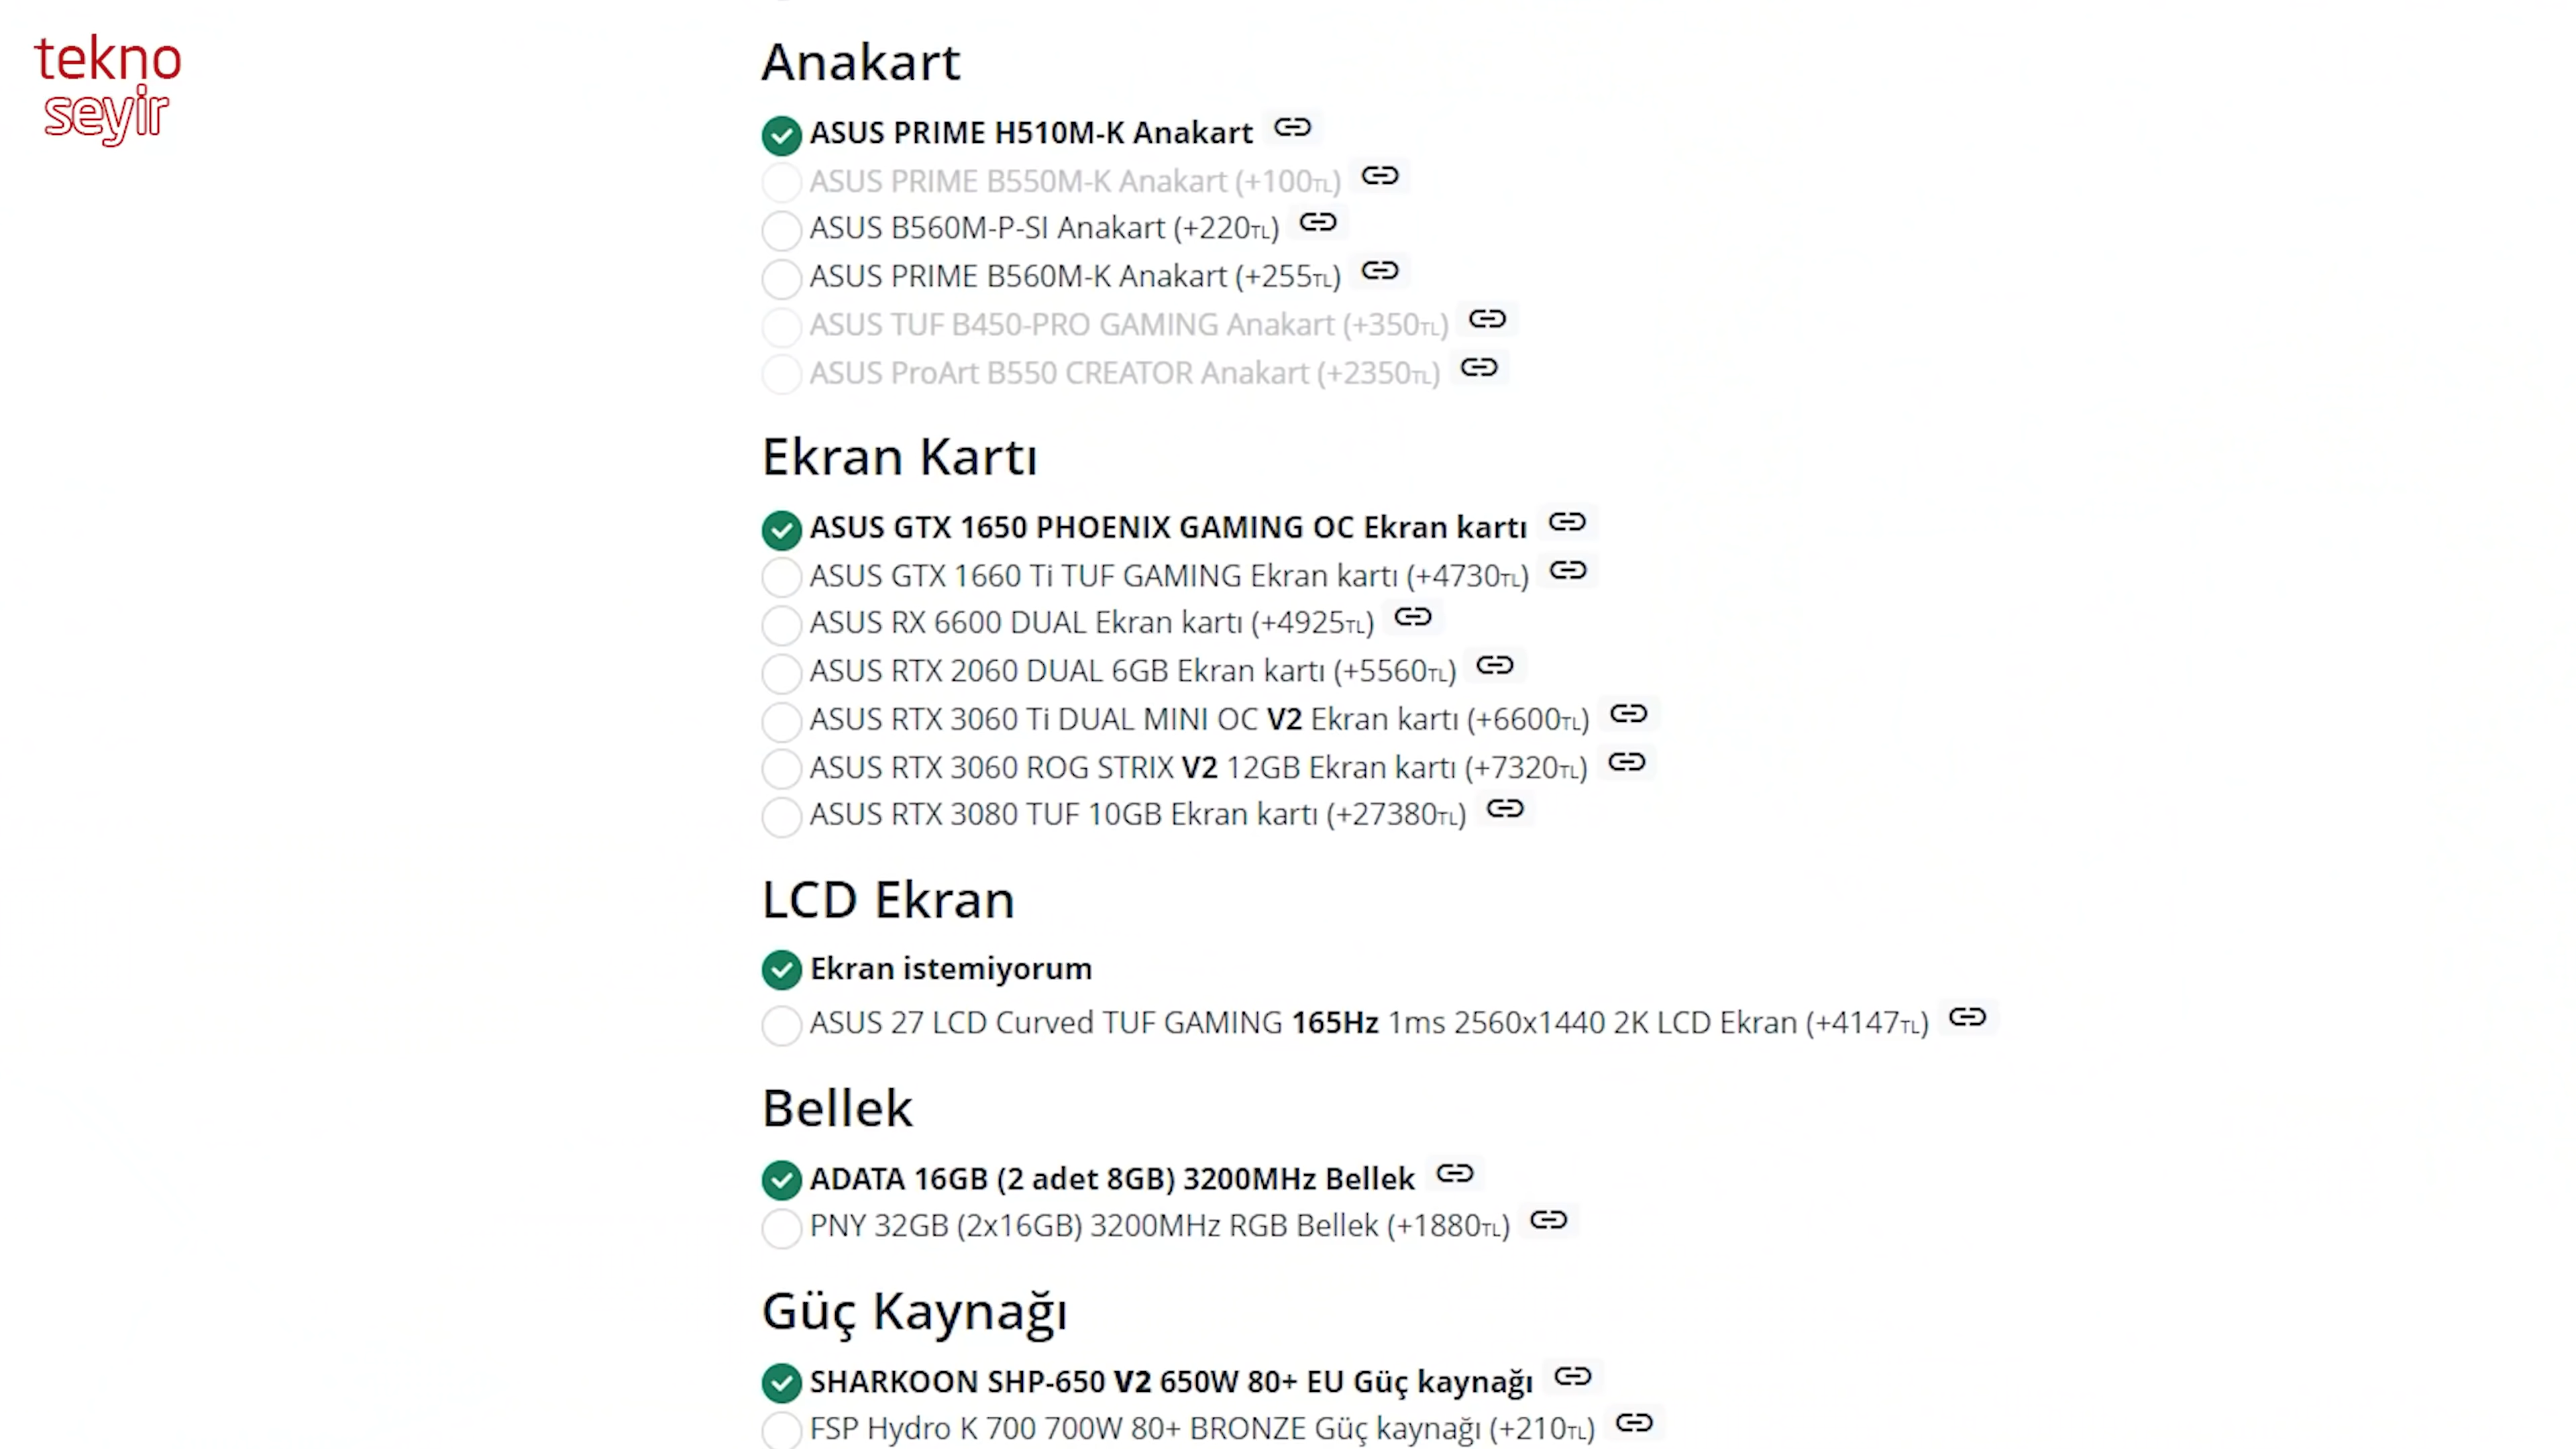 tekno
seyir
Anakart
ASUS PRIME H510M-K Anakart
ASUS PRIME B550M-K Anakart (+100TL)
ASUS B560M-P-SI Anakart (+220TL)
ASUS PRIME B560M-K Anakart (+255TL)
ASUS TUF B450-PRO GAMING Anakart (+350TL)
ASUS ProArt B550 CREATOR Anakart (+2350TL)
Ekran Kartı
ASUS GTX 1650 PHOENIX GAMING OC Ekran kartı
ASUS GTX 1660 Ti TUF GAMING Ekran kartı (+4730TL)
ASUS RX 6600 DUAL Ekran kartı (+4925TL)
ASUS RTX 2060 DUAL 6GB Ekran kartı (+5560TL)
ASUS RTX 3060 Ti DUAL MINI OC V2 Ekran kartı (+6600TL)
ASUS RTX 3060 ROG STRIX V2 12GB Ekran kartı (+7320TL)
ASUS RTX 3080 TUF 10GB Ekran kartı (+27380TL)
LCD Ekran
Ekran istemiyorum
ASUS 27 LCD Curved TUF GAMING 165Hz 1ms 2560x1440 2K LCD Ekran (+4147TL)
Bellek
ADATA 16GB (2 adet 8GB) 3200MHz Bellek
PNY 32GB (2x16GB) 3200MHz RGB Bellek (+1880TL)
Güç Kaynağı
SHARKOON SHP-650 V2 650W 80+ EU Güç kaynağı
FSP Hydro K 700 700W 80+ BRONZE Güç kaynağı (+210TL)